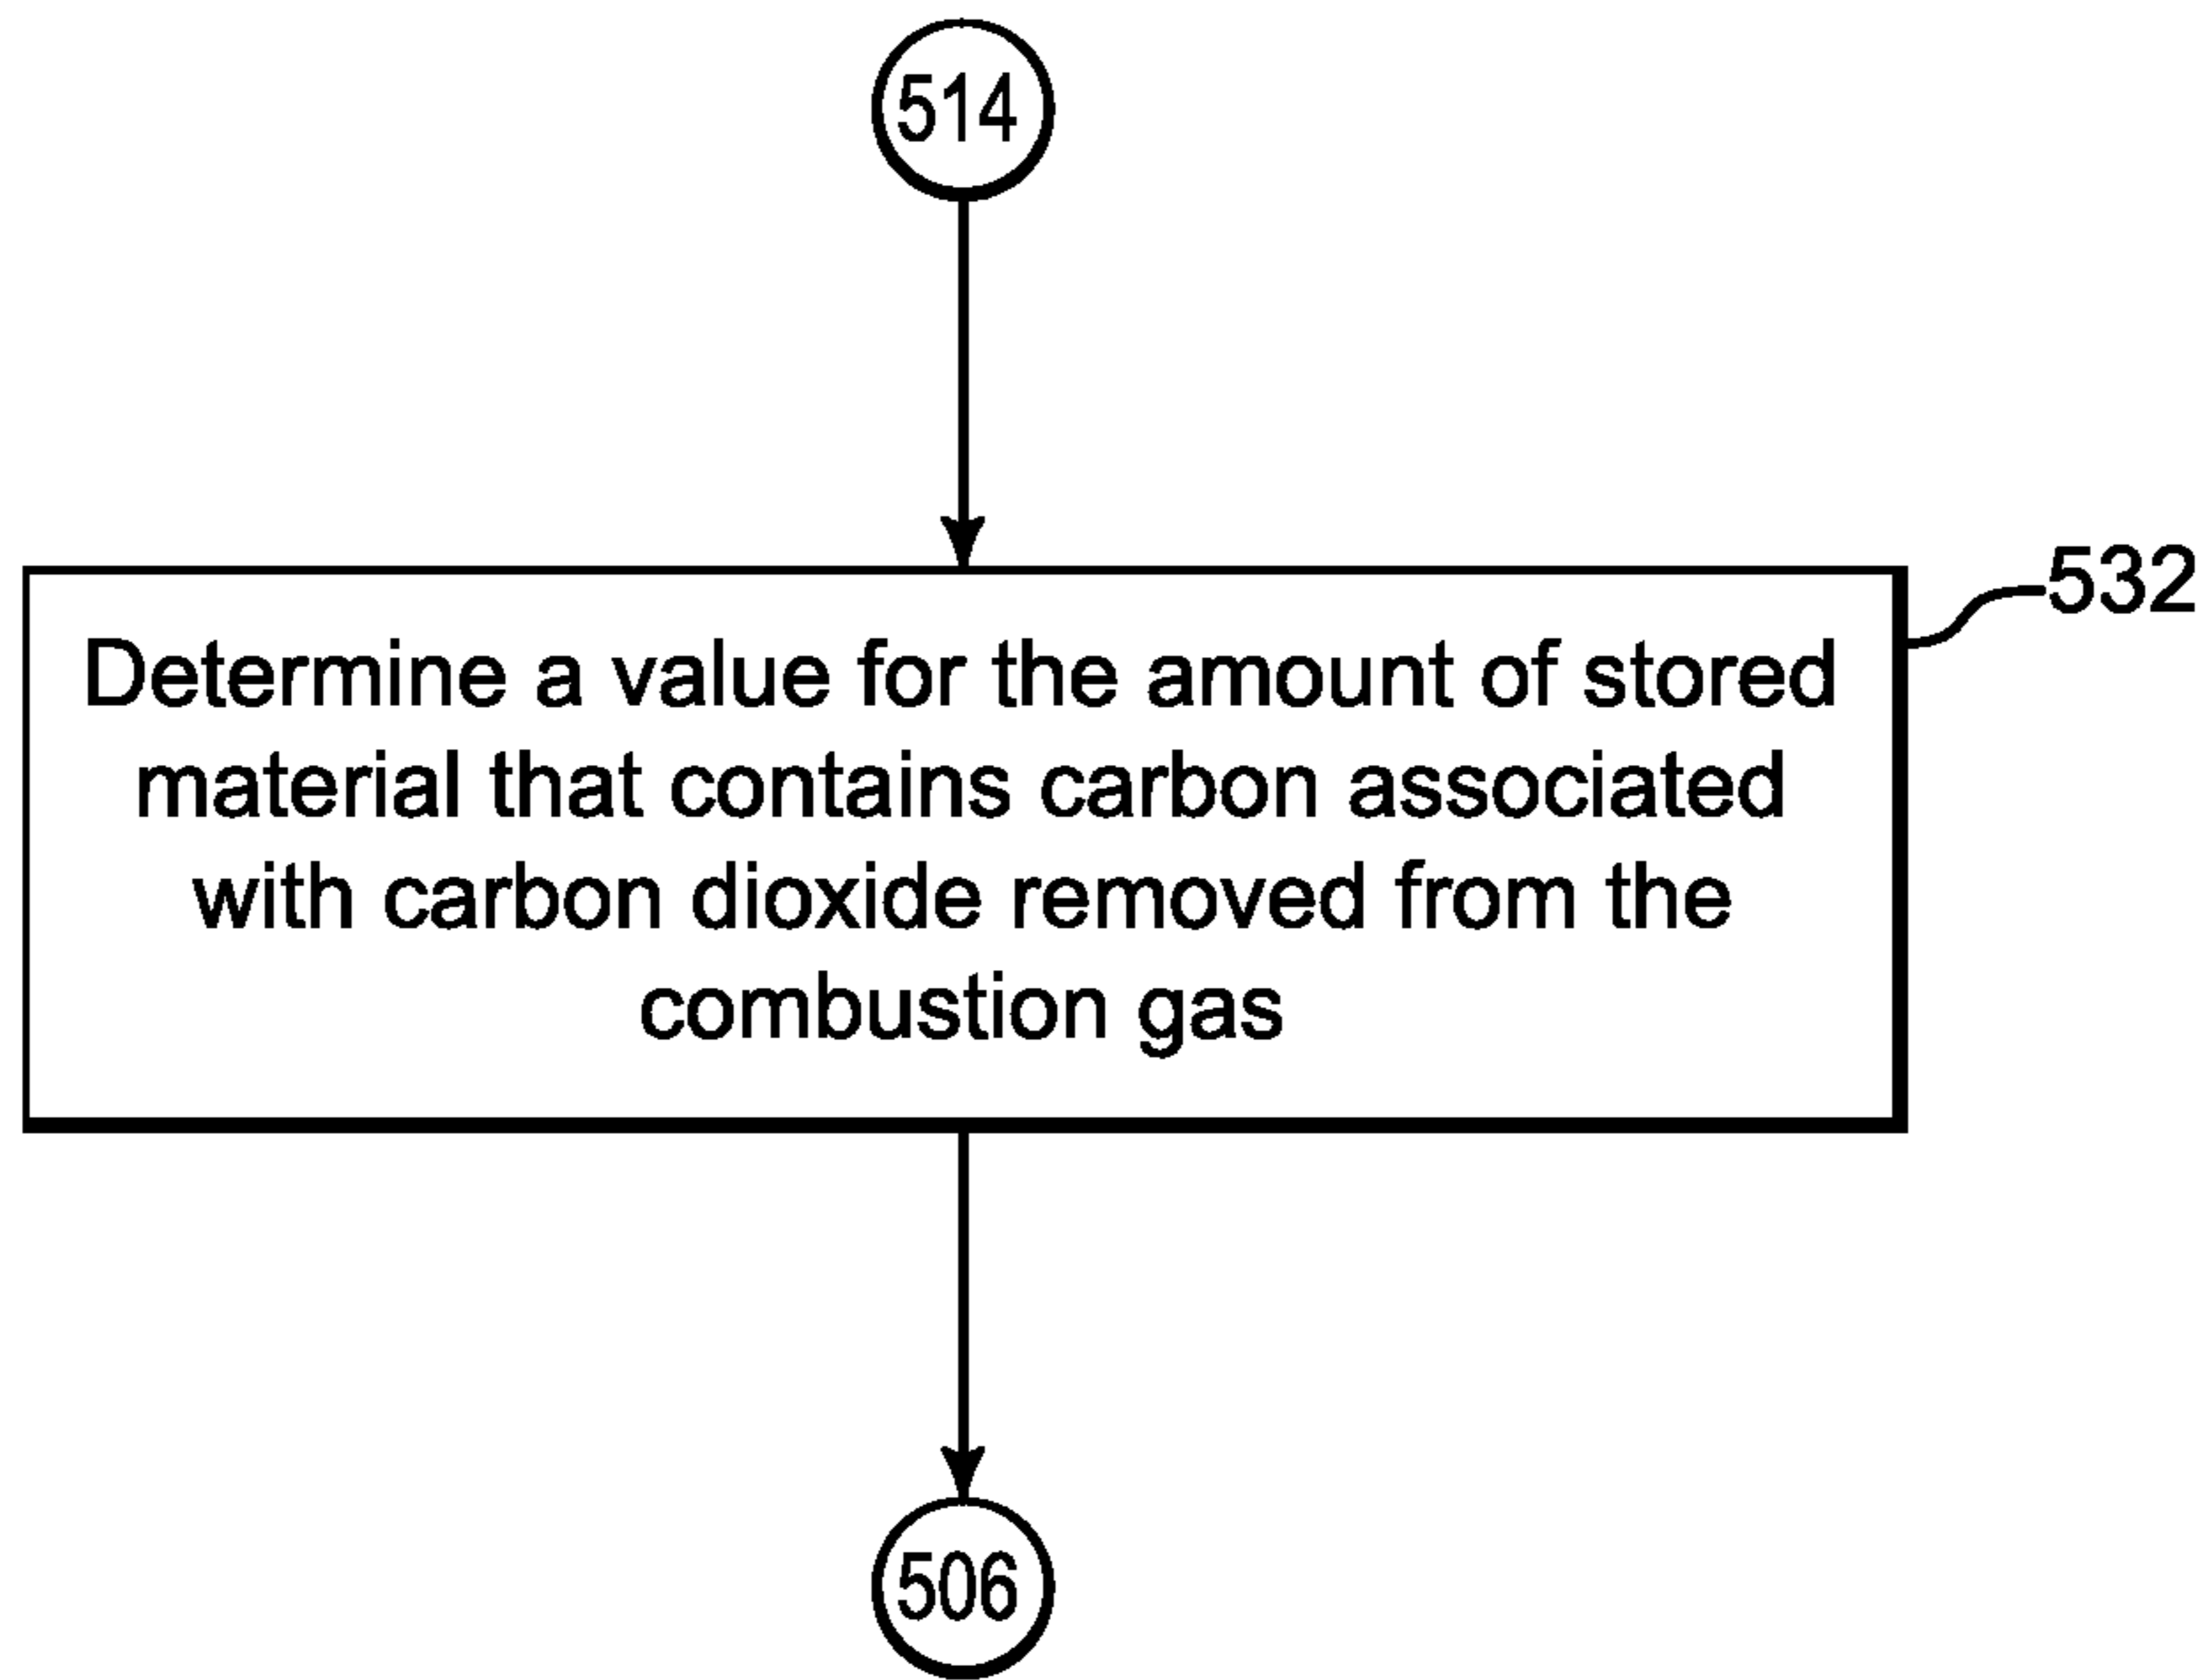 514
532
Determine a value for the amount of stored
material that contains carbon associated
with carbon dioxide removed from the
combustion gas
506